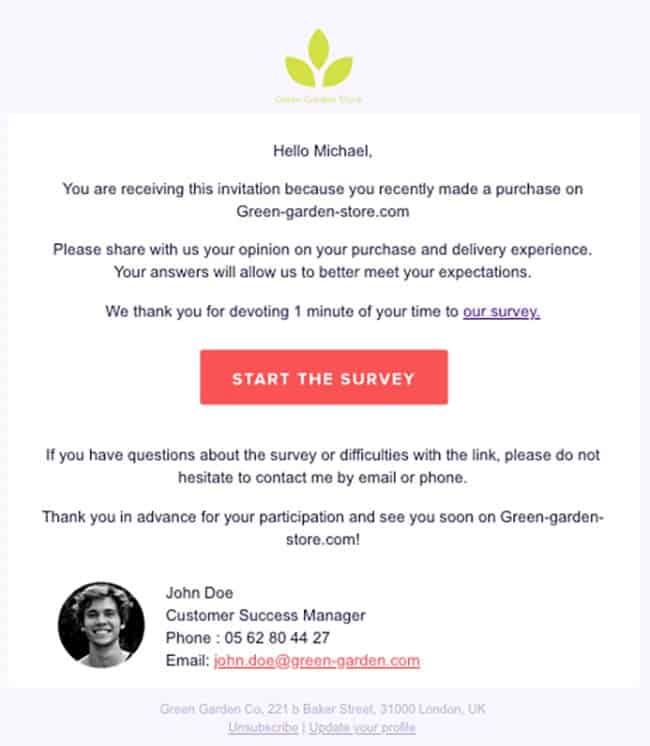 Green Garden Store
Hello Michael,
You are receiving this invitation because you recently made a purchase on
Green-garden-store.com
Please share with us your opinion on your purchase and delivery experience.
Your answers will allow us to better meet your expectations.
We thank you for devoting 1 minute of your time to our survey.
START THE SURVEY
If you have questions about the survey or difficulties with the link, please do not
hesitate to contact me by email or phone.
Thank you in advance for your participation and see you soon on Green-garden-
store.com!
John Doe
Customer Success Manager
Phone : 05 62 80 44 27
Email: john.doe@green-garden.com
Green Garden Co, 221 b Baker Street, 31000 London, UK
Unsubscribe | Update your profile